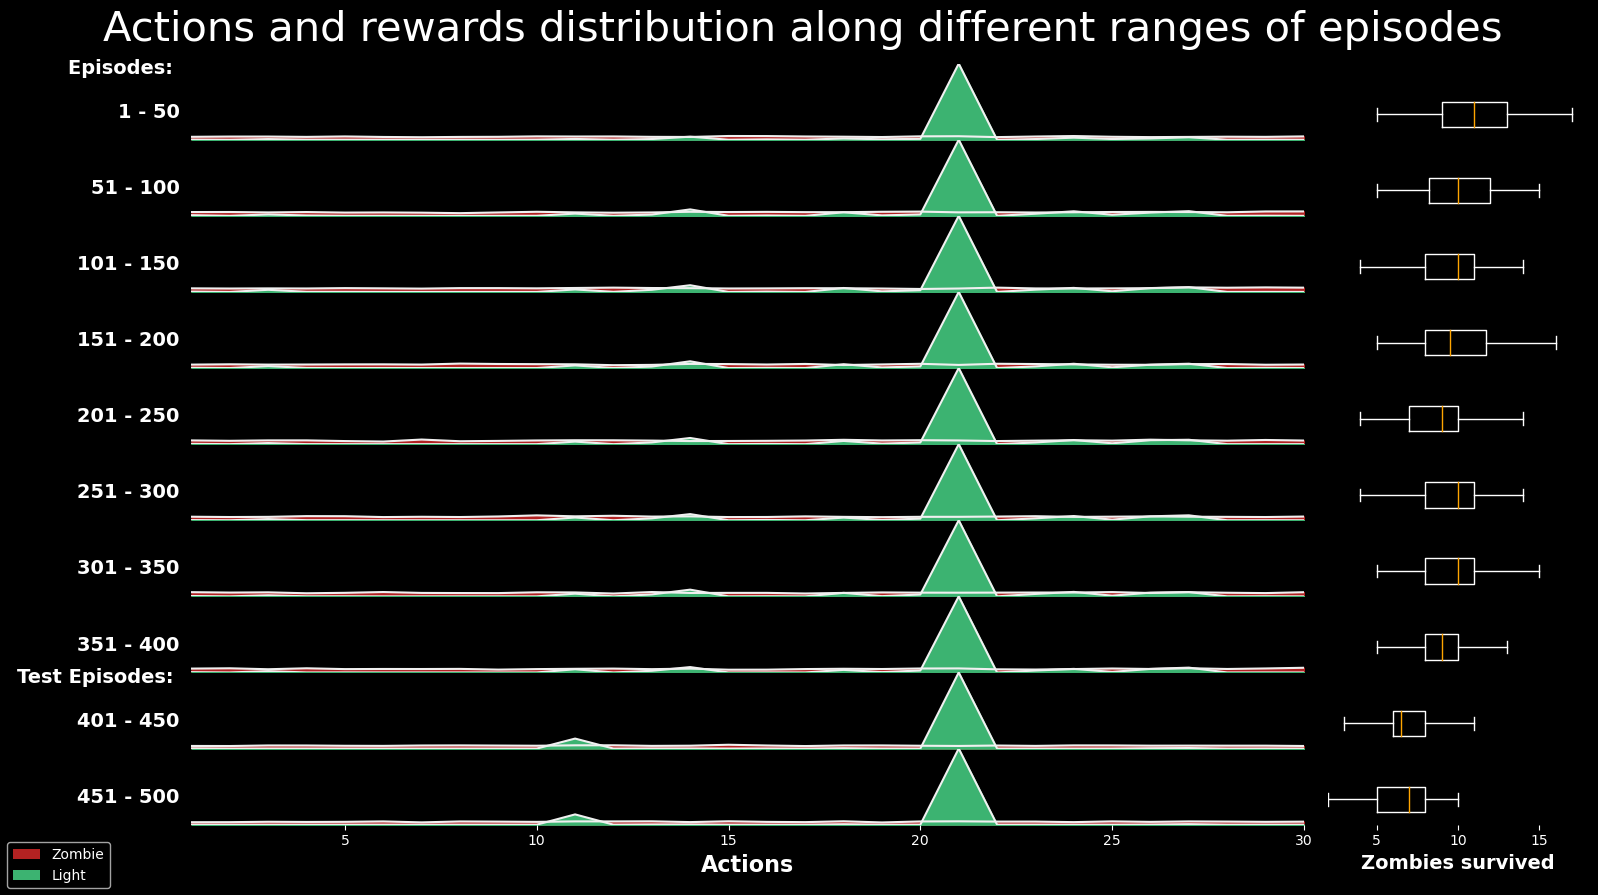 Actions and rewards distribution along different ranges of episodes
Episodes:
1 - 50
51 - 100
101 - 150
151 - 200
201 - 250
251 - 300
301 - 350
351 - 400
Test Episodes:
401 - 450
451 - 500
5 10 15 20 25 30
Actions
5 10 15
Zombies survived
Zombie
Light